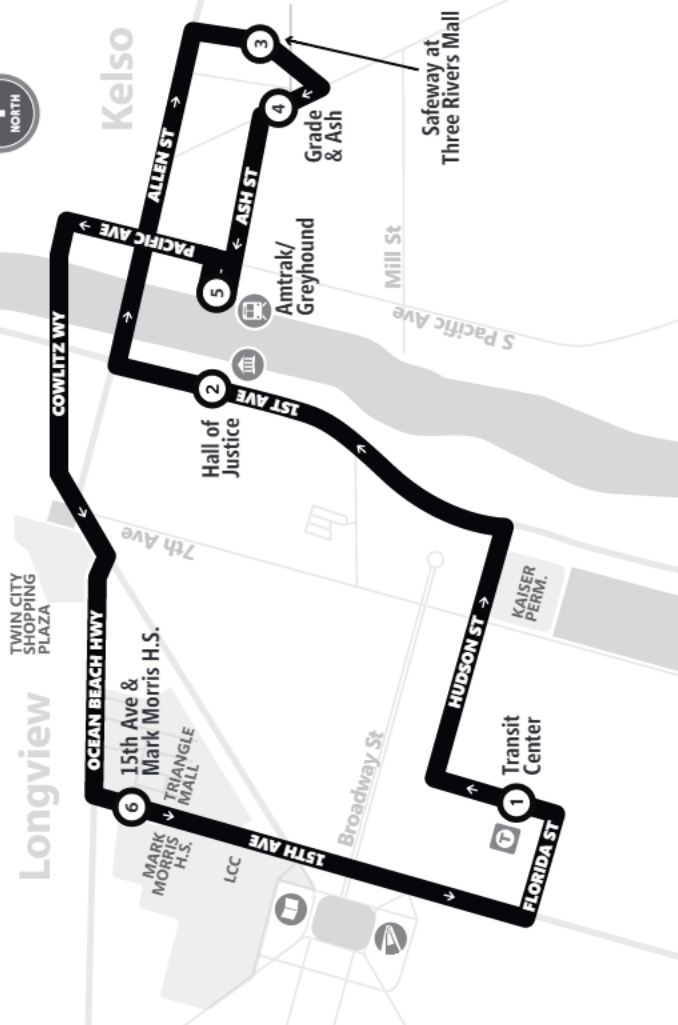 NORTH
Kelso
ALLEN ST
3
Safeway at
Three Rivers Mall
4
Grade
& Ash
ASH ST
PACIFIC AVE
5
Amtrak/
Greyhound
Mill St
S Pacific Ave
COWLITZ WY
2
Hall of
Justice
1ST AVE
7th Ave
TWIN CITY
SHOPPING
PLAZA
KAISER
PERM.
HUDSON ST
OCEAN BEACH HWY
Longview
6
15th Ave &
Mark Morris H.S.
TRIANGLE
MALL
MARK
MORRIS
H.S.
LCC
15TH AVE
Broadway St
1
Transit
Center
T
FLORIDA ST